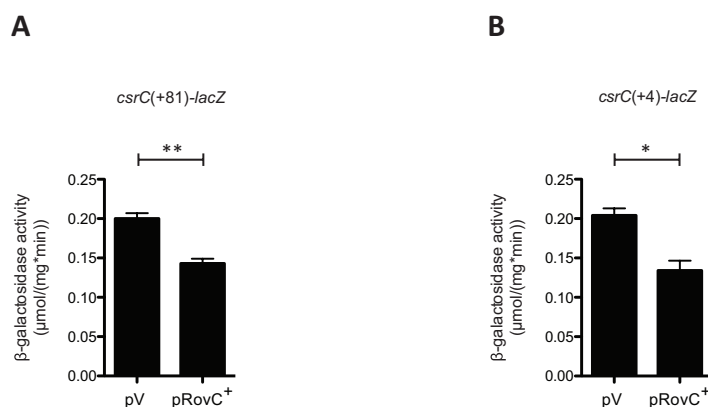 A
csrC(+81)-lacZ
**
β-galactosidase activity
(μmol/(mg*min))
0.25
0.20
0.15
0.10
0.05
0.00
pV pRovC+
B
csrC(+4)-lacZ
*
β-galactosidase activity
(μmol/(mg*min))
0.25
0.20
0.15
0.10
0.05
0.00
pV pRovC+